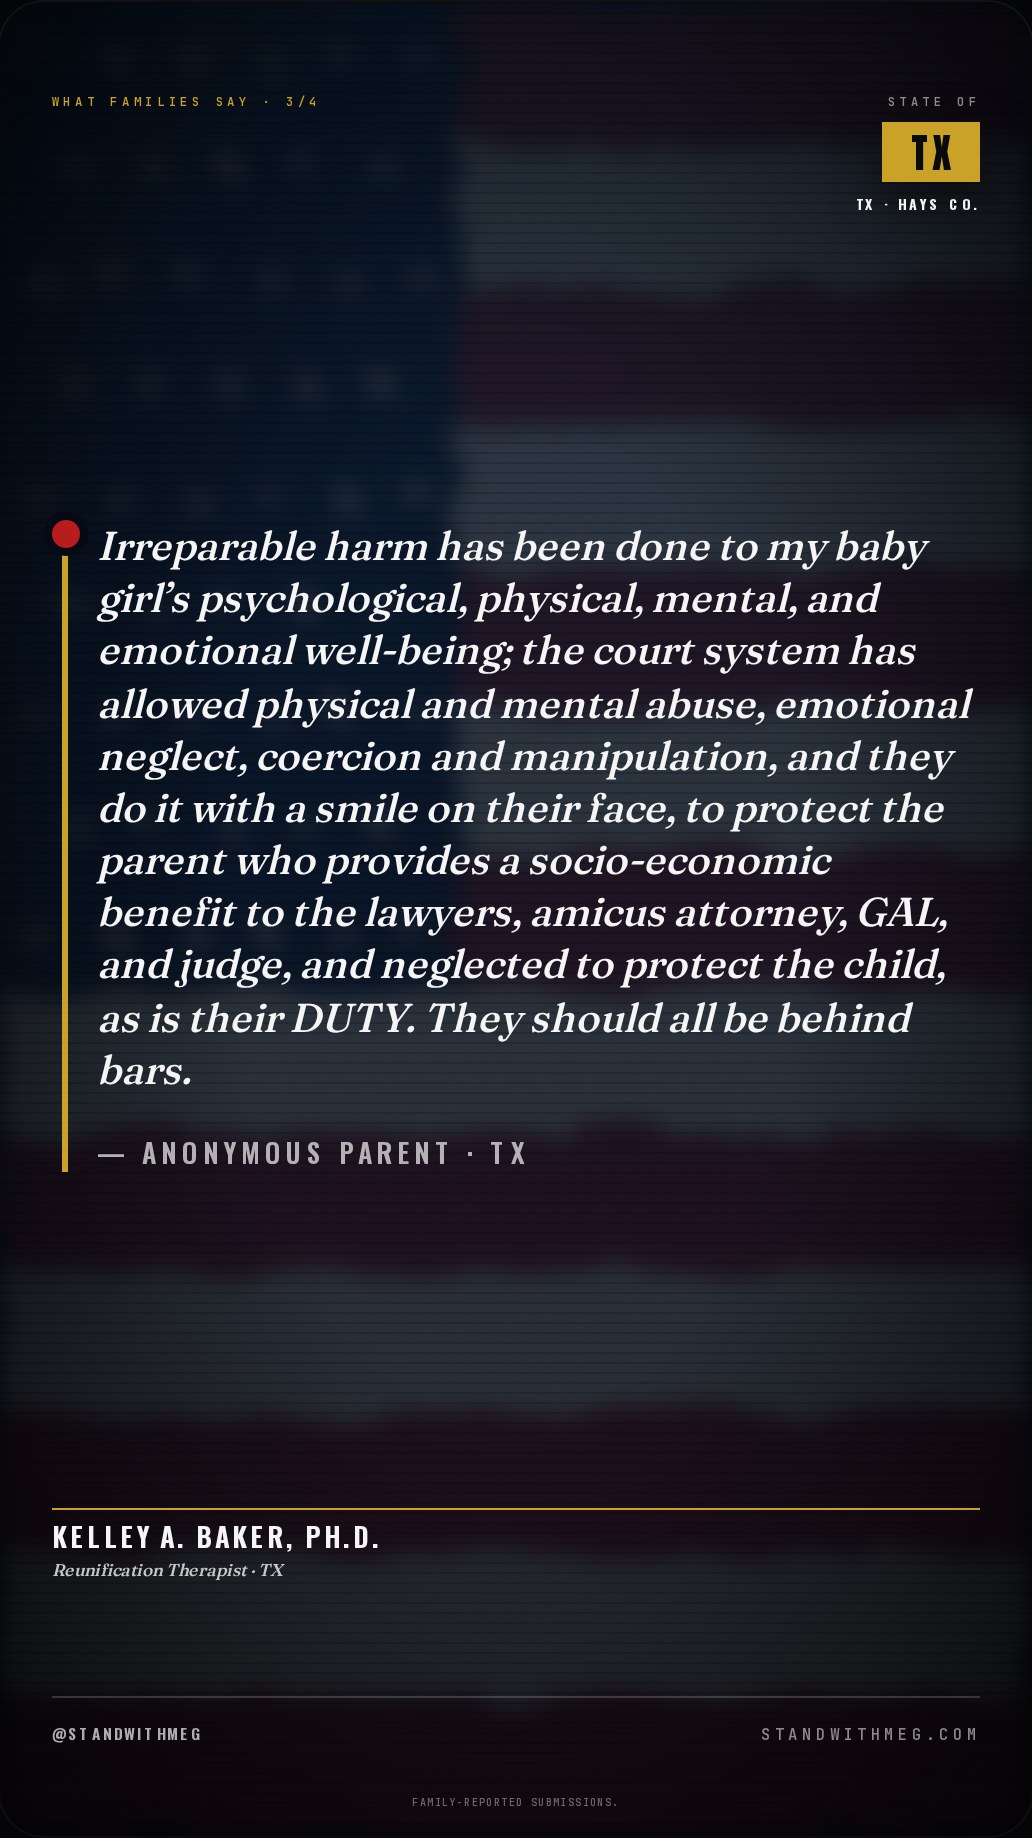 WHAT FAMILIES SAY · 3/4
STATE OF
TX
TX · HAYS CO.
Irreparable harm has been done to my baby
girl’s psychological, physical, mental, and
emotional well-being; the court system has
allowed physical and mental abuse, emotional
neglect, coercion and manipulation, and they
do it with a smile on their face, to protect the
parent who provides a socio-economic
benefit to the lawyers, amicus attorney, GAL,
and judge, and neglected to protect the child,
as is their DUTY. They should all be behind
bars.
— ANONYMOUS PARENT · TX
KELLEY A. BAKER, PH.D.
Reunification Therapist · TX
@STANDWITHMEG
STANDWITHMEG.COM
FAMILY-REPORTED SUBMISSIONS.